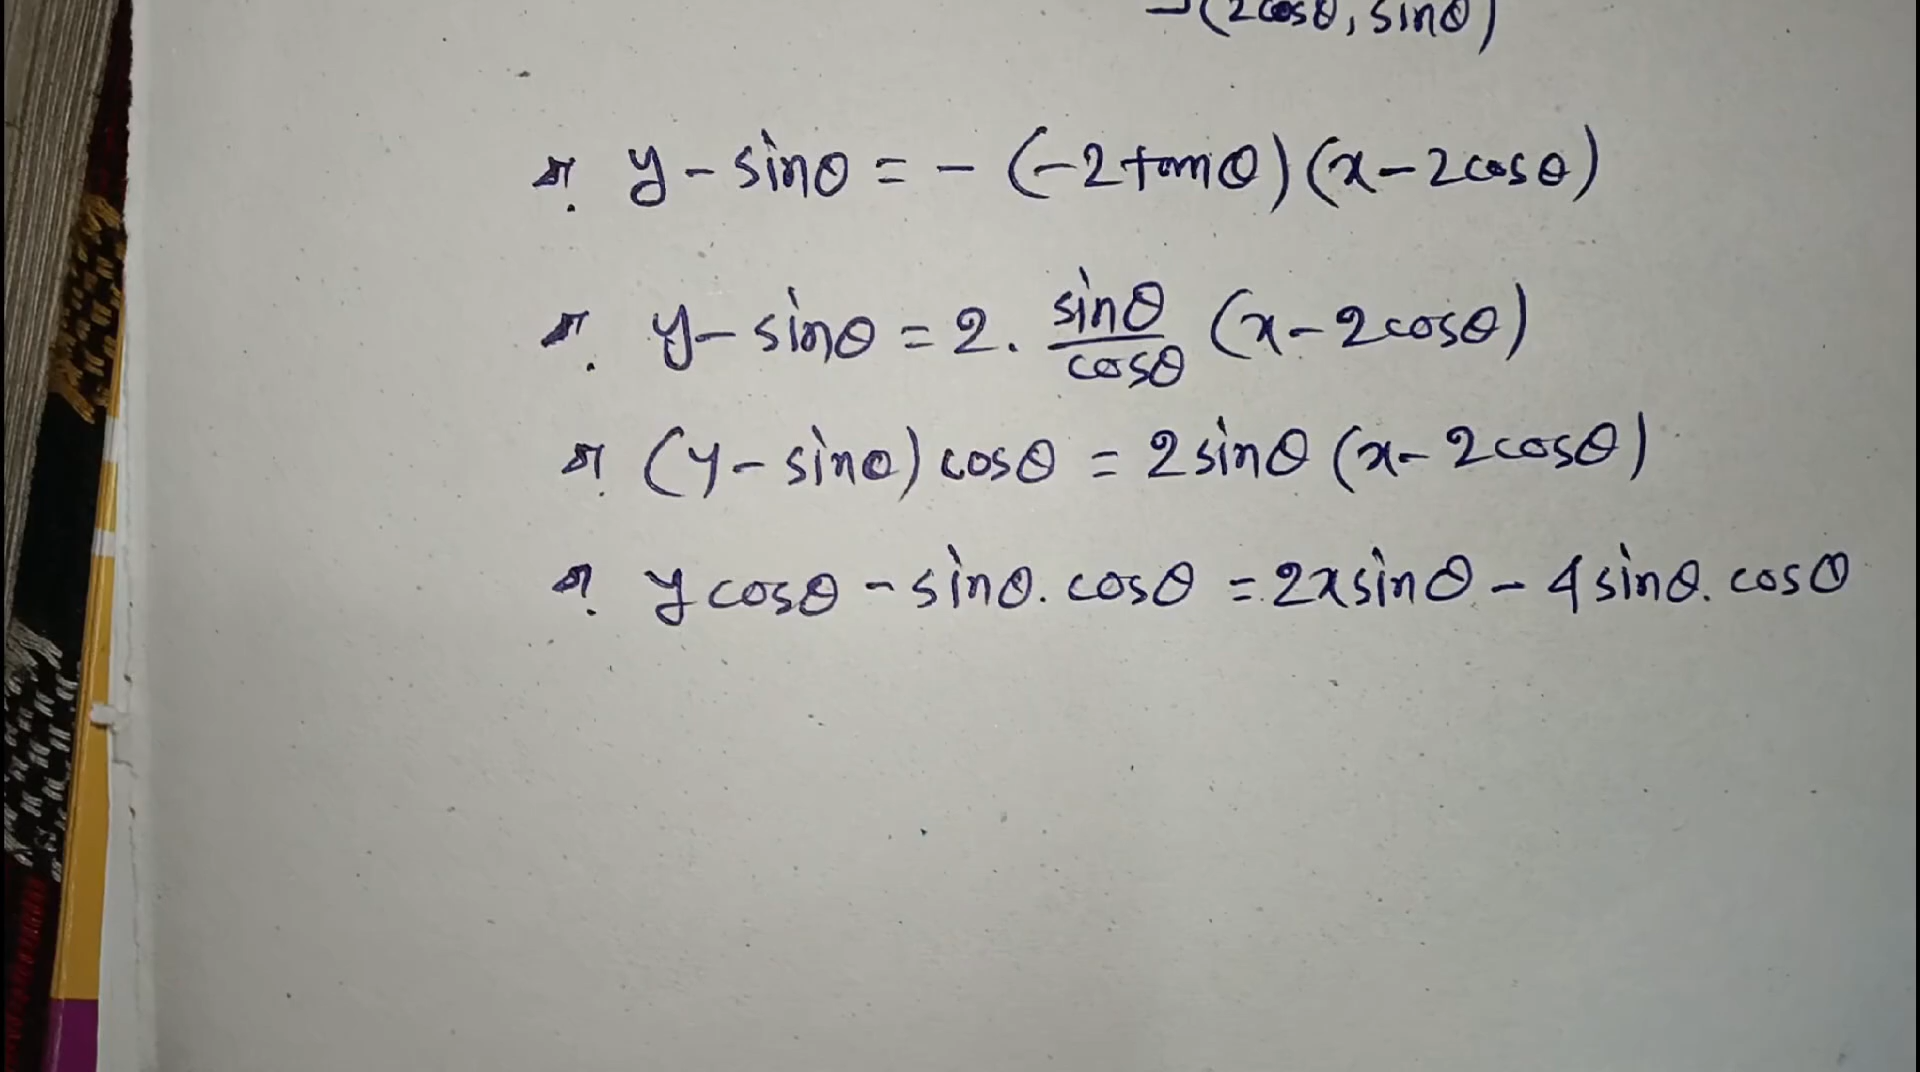 (2cosθ, sinθ)
বা, y - sinθ = - (-2tanθ) (x - 2cosθ)
বা, y - sinθ = 2. sinθ/cosθ (x - 2cosθ)
বা, (y - sinθ) cosθ = 2sinθ (x - 2cosθ)
বা, y cosθ - sinθ. cosθ = 2x sinθ - 4 sinθ. cosθ